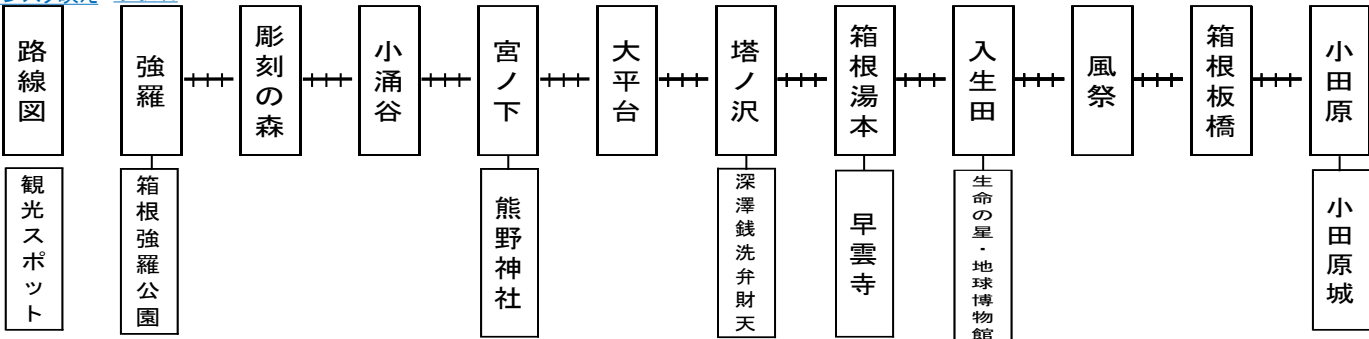 路線図
強羅
彫刻の森
小涌谷
宮ノ下
大平台
塔ノ沢
箱根湯本
入生田
風祭
箱根板橋
小田原
観光スポット
箱根強羅公園
熊野神社
深澤銭洗弁財天
早雲寺
生命の星・地球博物館
小田原城